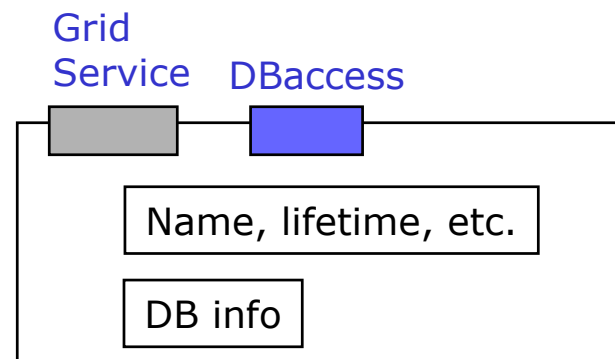 Grid
Service
DBaccess
Name, lifetime, etc.
DB info